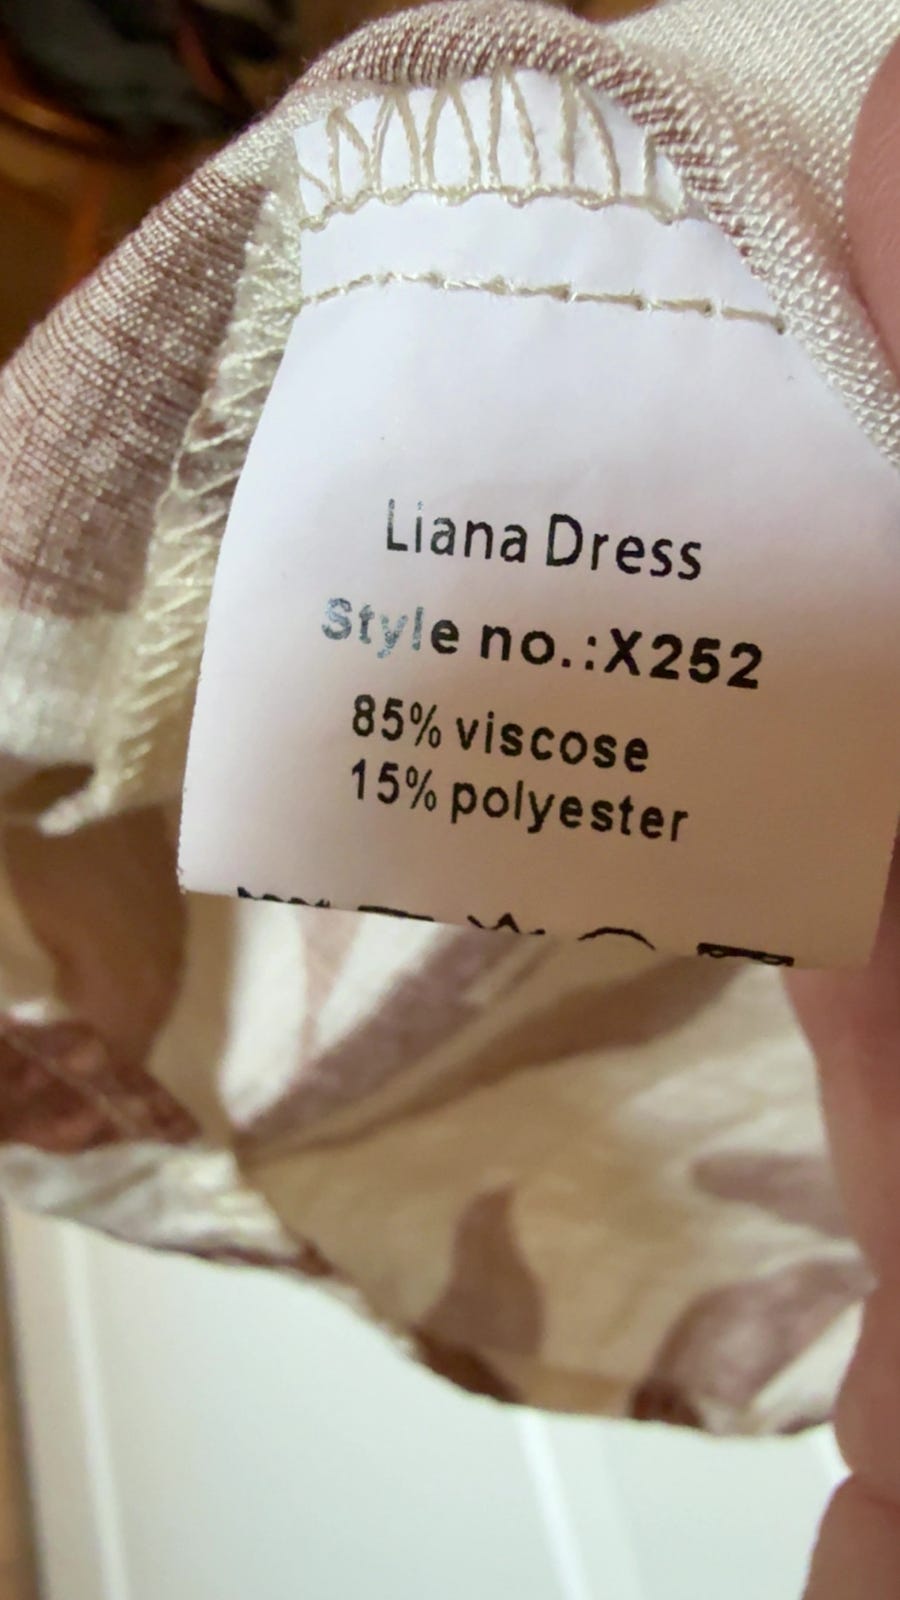 Liana Dress
Style no.:X252
85% viscose
15% polyester